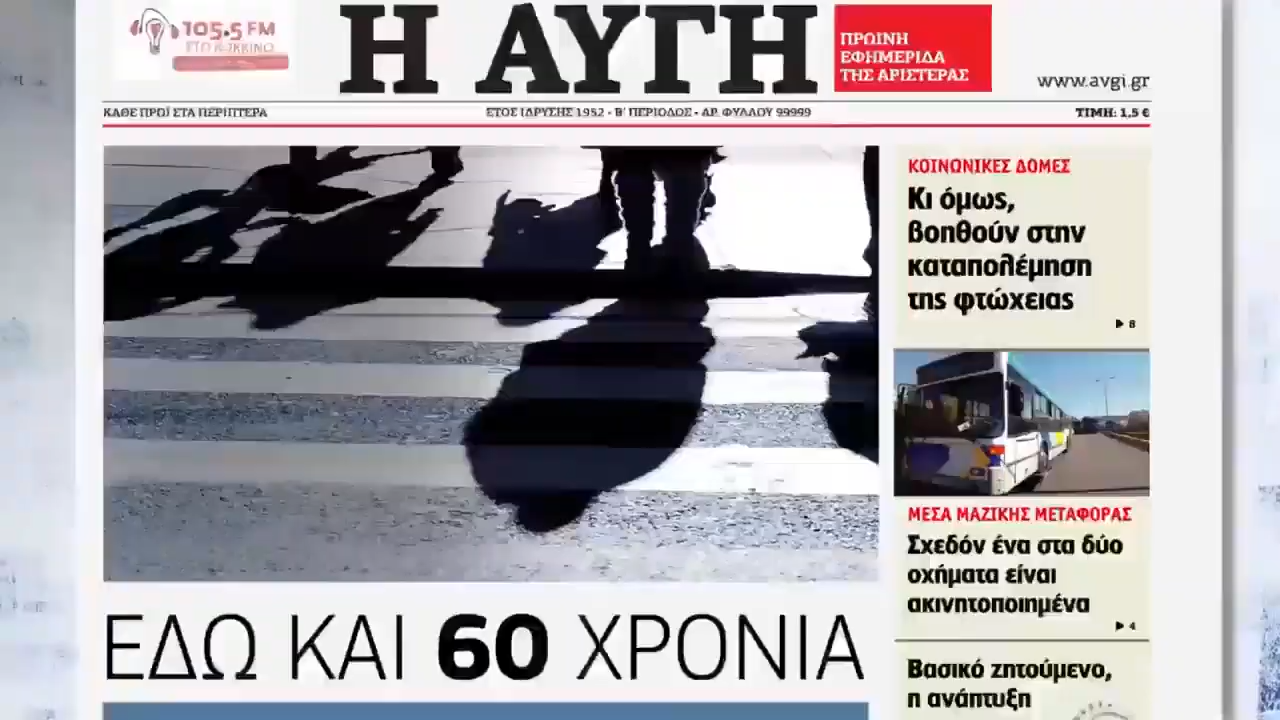 105.5 FM
ΣΤΟ ΚΟΚΚΙΝΟ
Η ΑΥΓΗ
ΠΡΩΙΝΗ
ΕΦΗΜΕΡΙΔΑ
ΤΗΣ ΑΡΙΣΤΕΡΑΣ
www.avgi.gr
ΚΑΘΕ ΠΡΩΪ ΣΤΑ ΠΕΡΙΠΤΕΡΑ
ΕΤΟΣ ΙΔΡΥΣΗΣ 1952 • Β' ΠΕΡΙΟΔΟΣ • ΑΡ. ΦΥΛΛΟΥ 99999
ΤΙΜΗ: 1,5 €
ΚΟΙΝΩΝΙΚΕΣ ΔΟΜΕΣ
Κι όμως,
βοηθούν στην
καταπολέμηση
της φτώχειας
▶ 8
ΜΕΣΑ ΜΑΖΙΚΗΣ ΜΕΤΑΦΟΡΑΣ
Σχεδόν ένα στα δύο
οχήματα είναι
ακινητοποιημένα
▶ 4
Βασικό ζητούμενο,
η ανάπτυξη
ΕΔΩ ΚΑΙ 60 ΧΡΟΝΙΑ